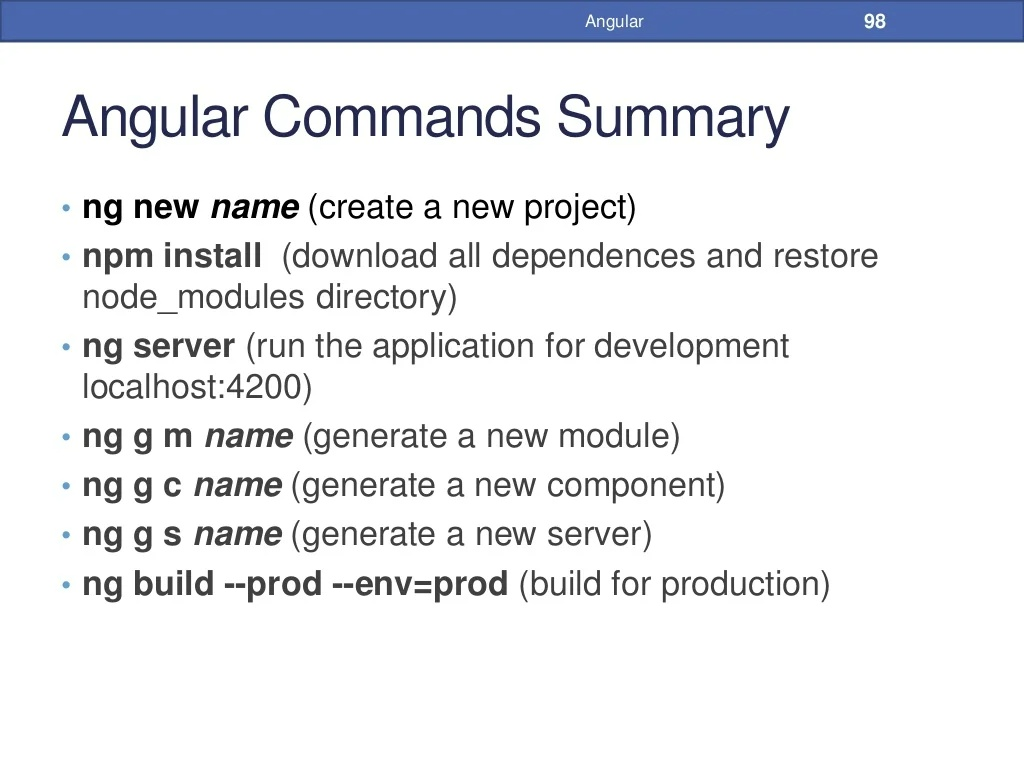 Angular
98
Angular Commands Summary
• ng new name (create a new project)
• npm install  (download all dependences and restore
node_modules directory)
• ng server (run the application for development
localhost:4200)
• ng g m name (generate a new module)
• ng g c name (generate a new component)
• ng g s name (generate a new server)
• ng build --prod --env=prod (build for production)